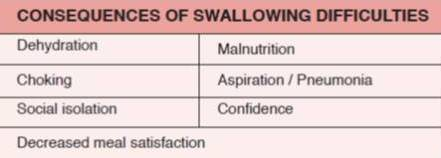 CONSEQUENCES OF SWALLOWING DIFFICULTIES
Dehydration
Malnutrition
Choking
Aspiration / Pneumonia
Social isolation
Confidence
Decreased meal satisfaction